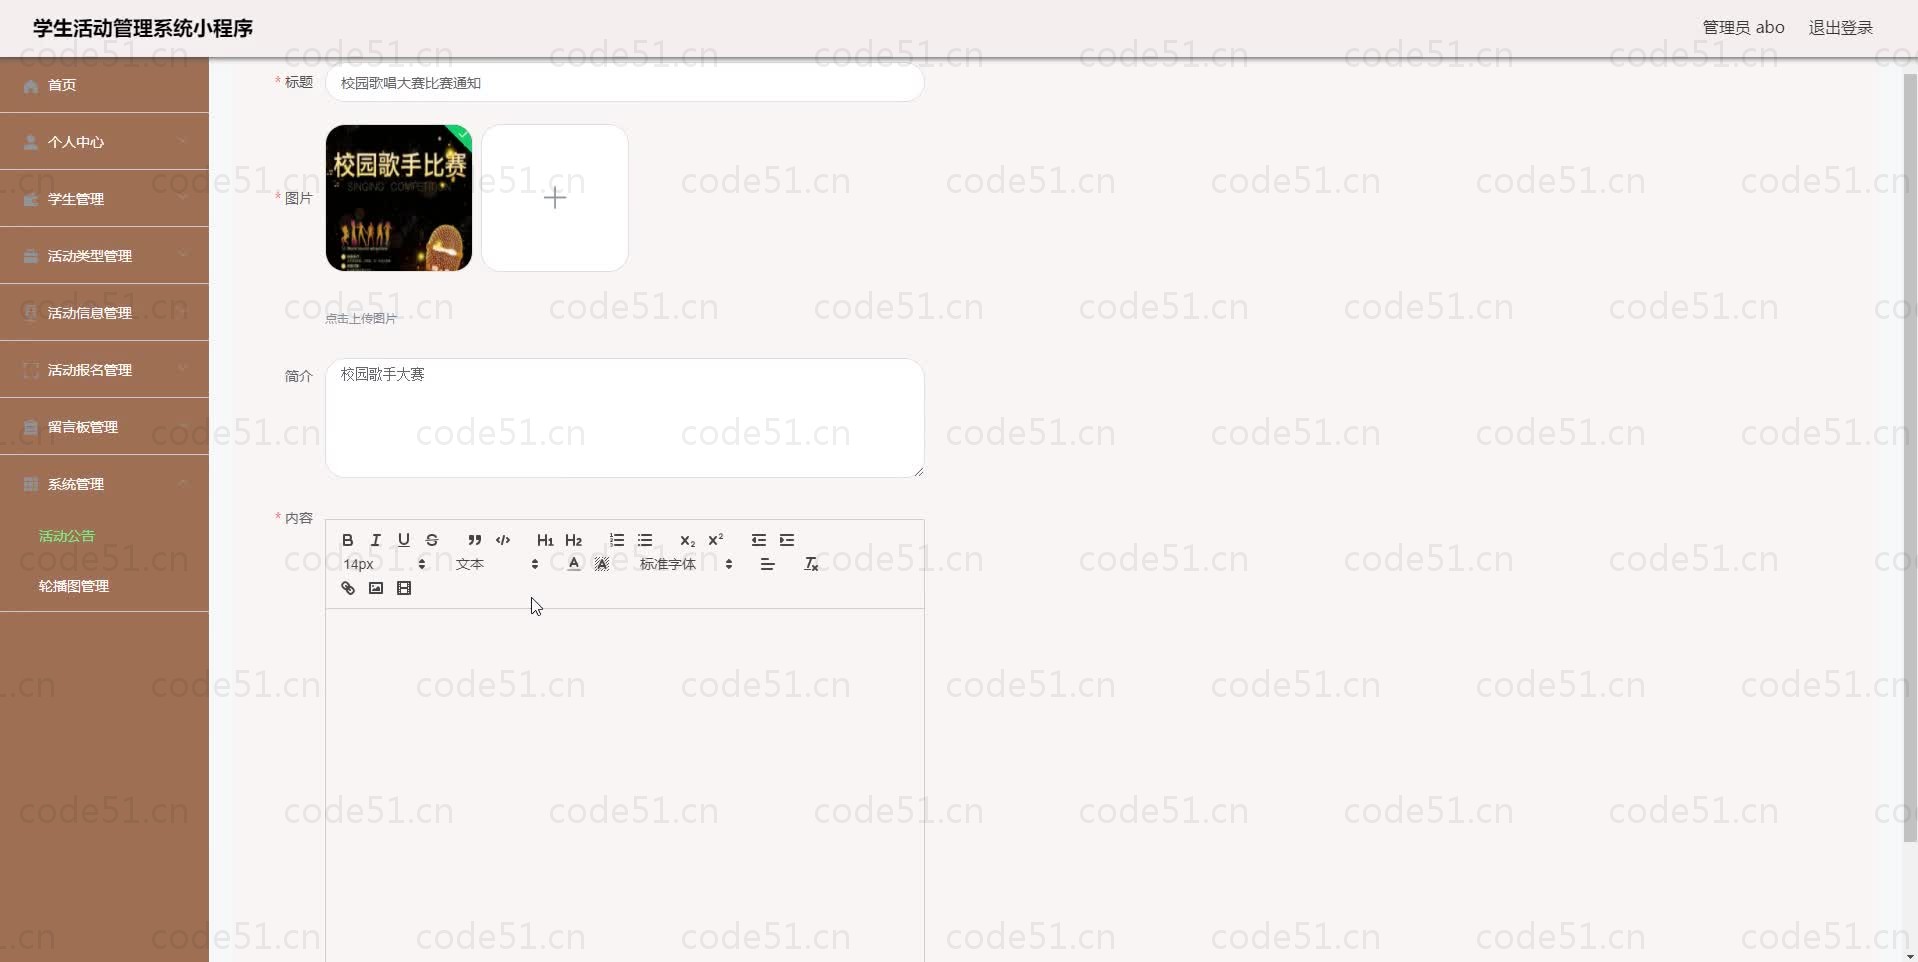 学生活动管理系统小程序
管理员 abo 退出登录
首页
个人中心
学生管理
活动类型管理
活动信息管理
活动报名管理
留言板管理
系统管理
活动公告
轮播图管理
* 标题
校园歌唱大赛比赛通知
* 图片
校园歌手比赛
SINGING COMPETITION
点击上传图片
简介
校园歌手大赛
* 内容
B I U S H1 H2 X2 X2
14px 文本 A A 标准字体 Tx
code51.cn